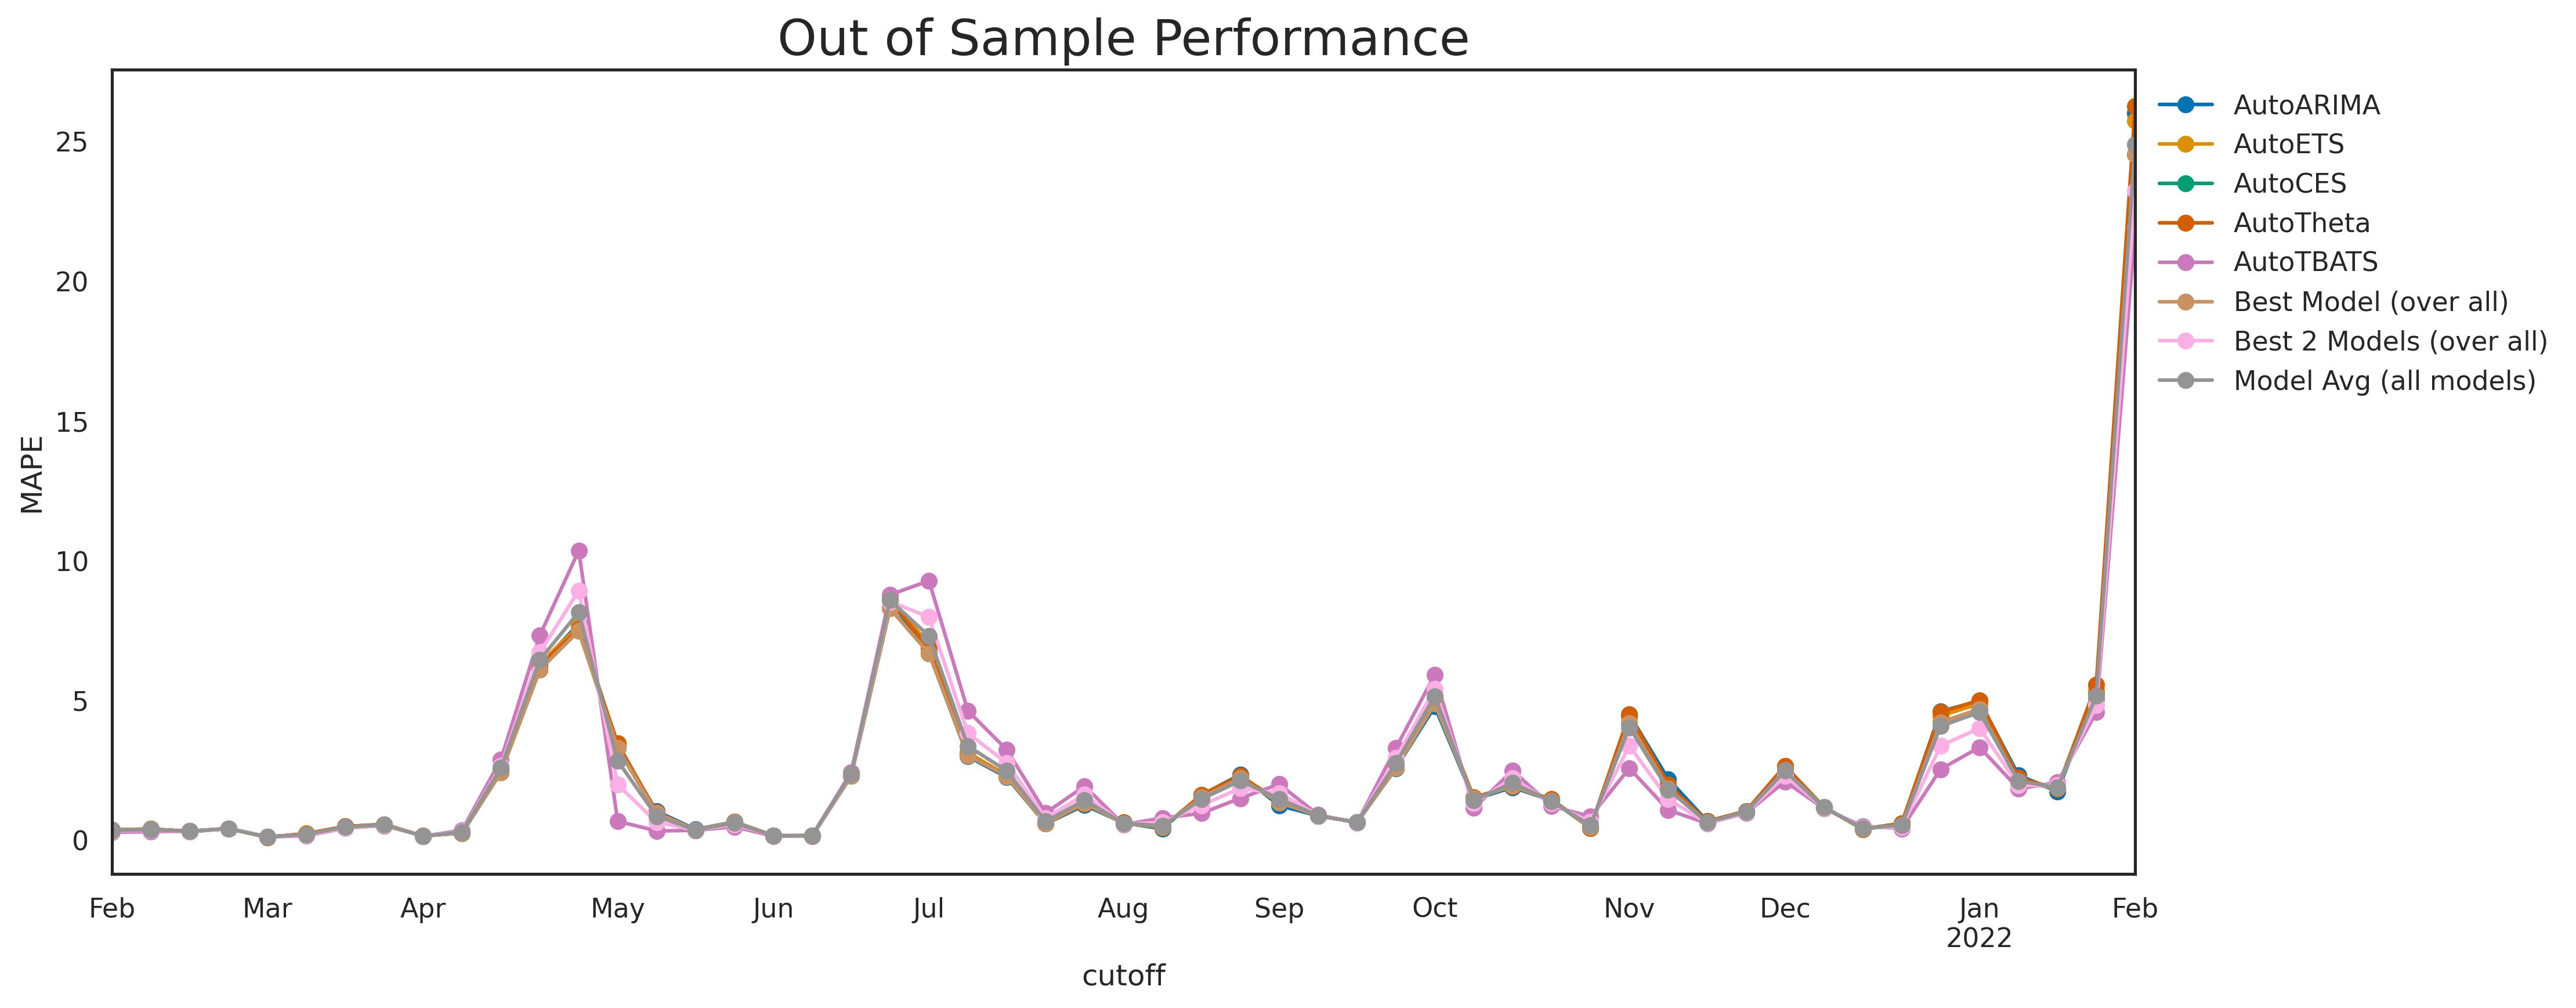 Out of Sample Performance
MAPE
25
20
15
10
5
0
Feb Mar Apr May Jun Jul Aug Sep Oct Nov Dec Jan Feb
2022
cutoff
AutoARIMA
AutoETS
AutoCES
AutoTheta
AutoTBATS
Best Model (over all)
Best 2 Models (over all)
Model Avg (all models)